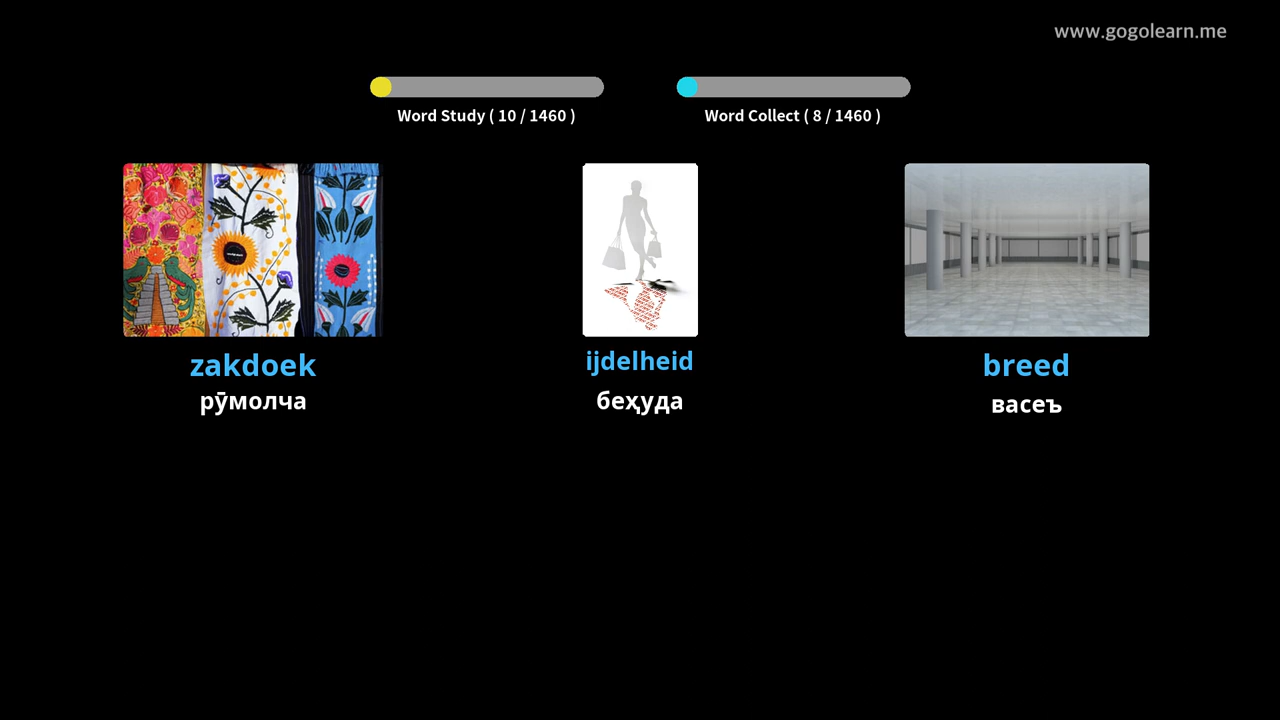 www.gogolearn.me
Word Study ( 10 / 1460 )
Word Collect ( 8 / 1460 )
zakdoek
ijdelheid
breed
рӯмолча
беҳуда
васеъ